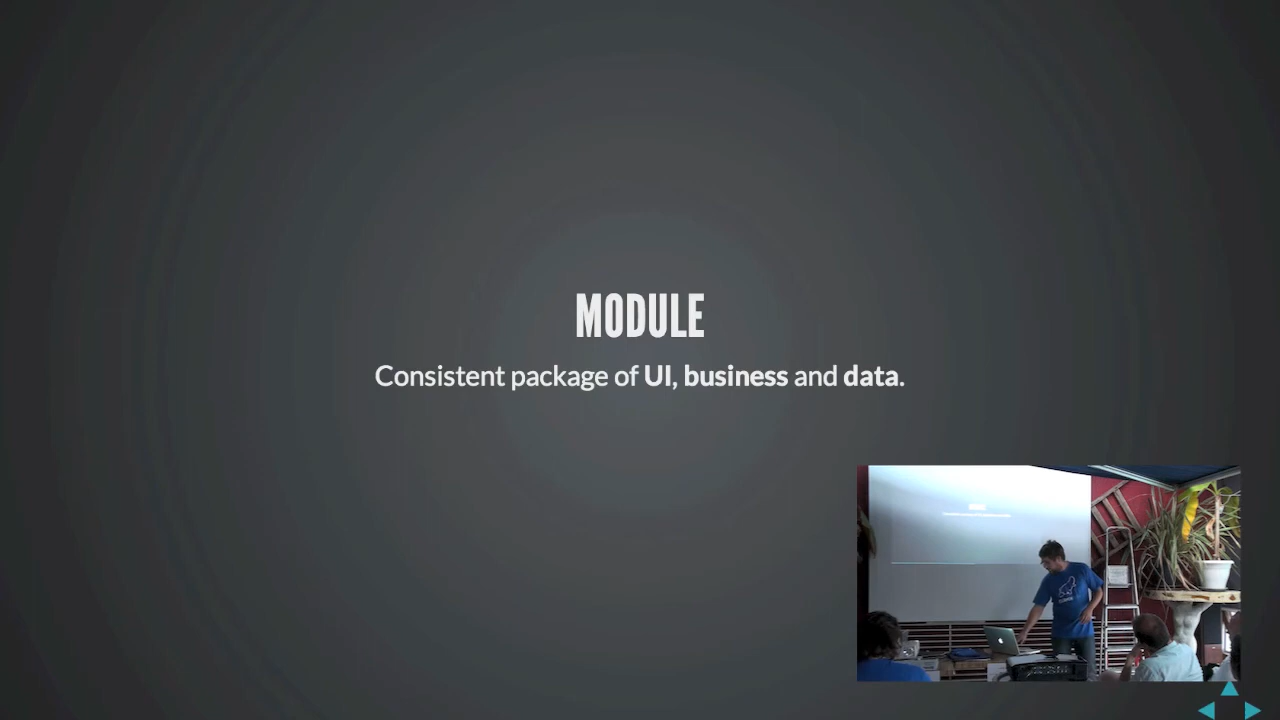 MODULE
Consistent package of UI, business and data.